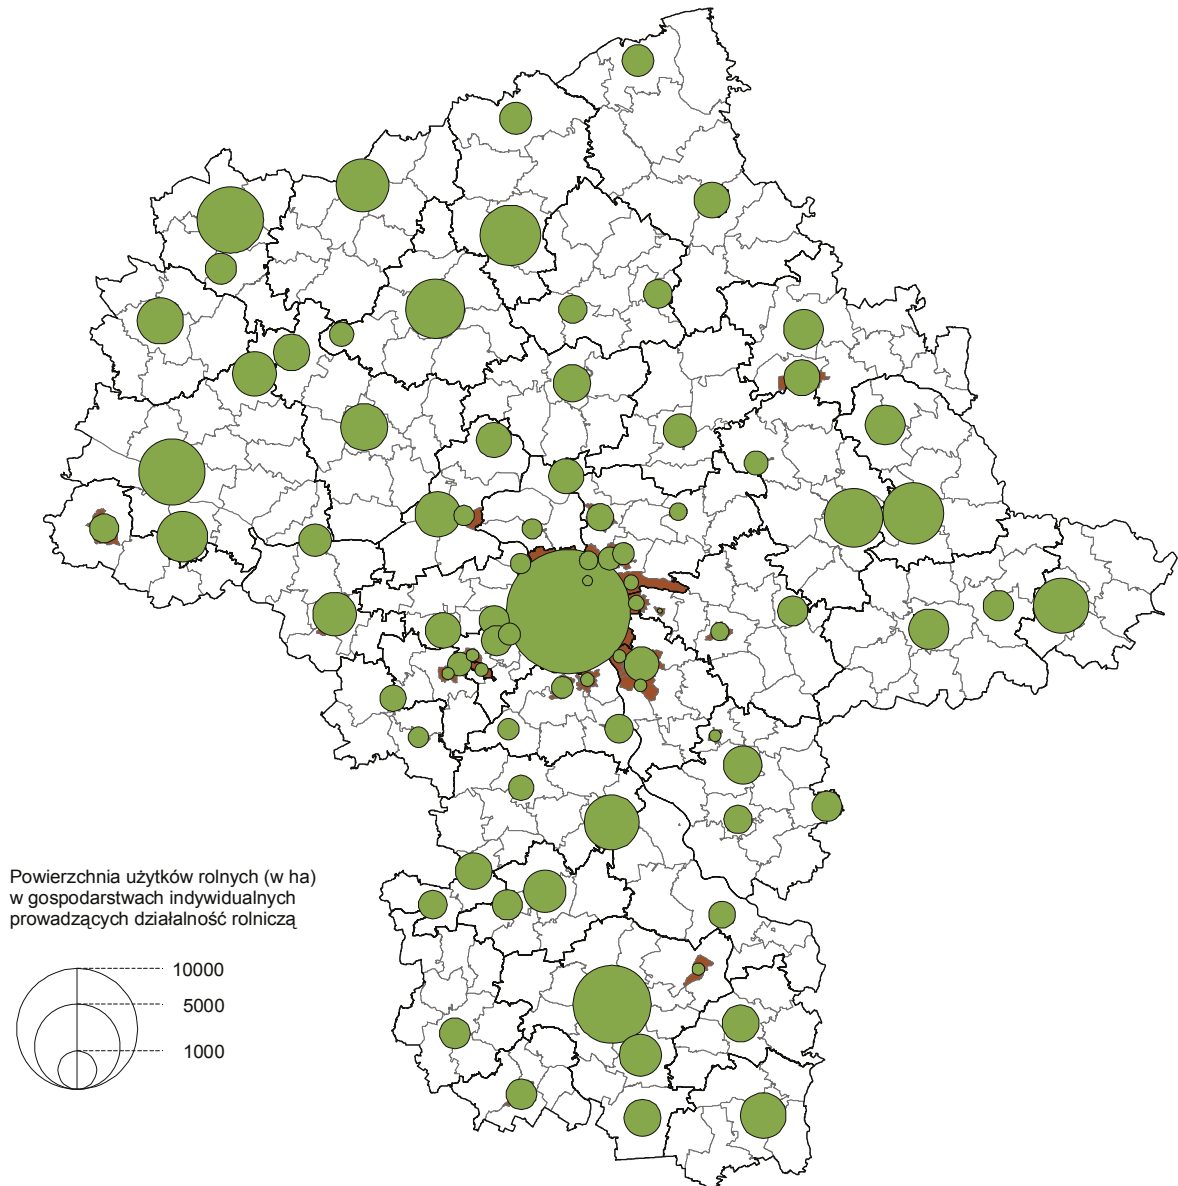 Powierzchnia użytków rolnych (w ha)
w gospodarstwach indywidualnych
prowadzących działalność rolniczą
10000
5000
1000